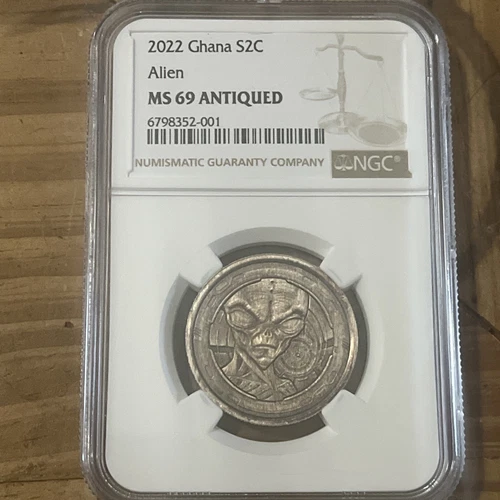 2022 Ghana S2C
Alien
MS 69 ANTIQUED
6798352-001
NUMISMATIC GUARANTY COMPANY
NGC®